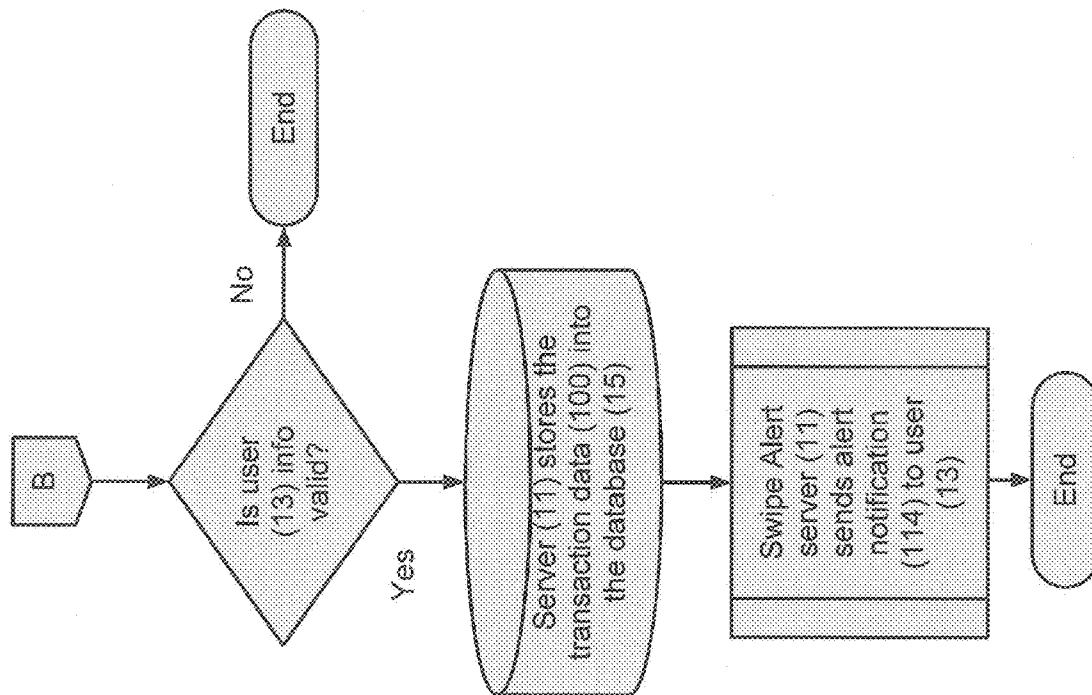 B
Is user
(13) info
valid?
No
End
Yes
Server (11) stores the
transaction data (100) into
the database (15)
Swipe Alert
server (11)
sends alert
notification
(114) to user
(13)
End